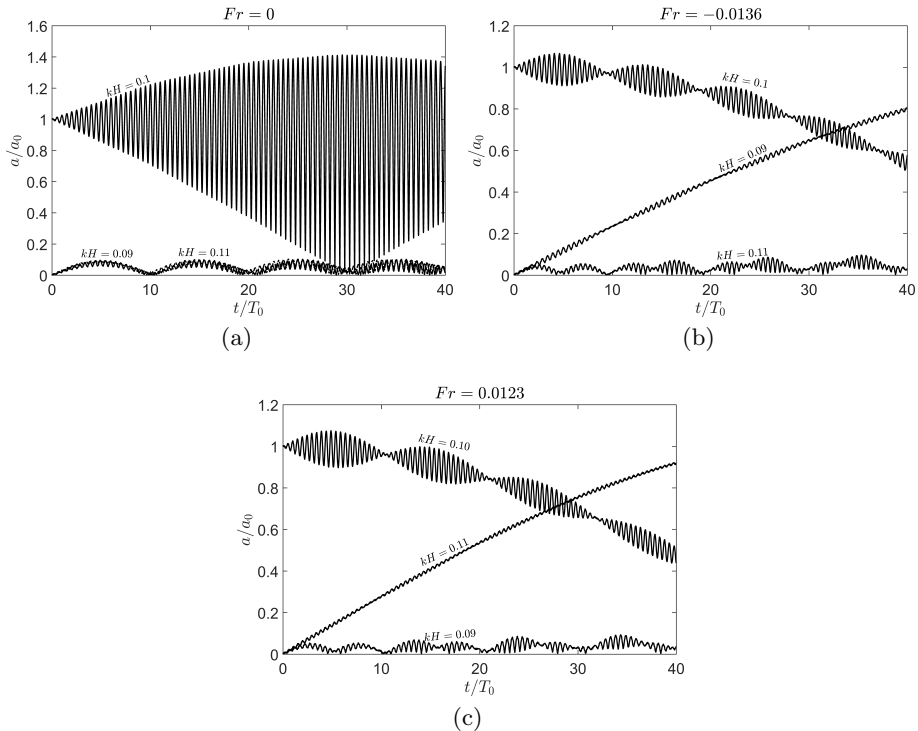 Fr = 0
1.6
1.4
1.2
1
0.8
0.6
0.4
0.2
0
a/a₀
kH = 0.1
kH = 0.09
kH = 0.11
0 10 20 30 40
t/T₀
(a)
Fr = −0.0136
1.2
1
0.8
0.6
0.4
0.2
0
a/a₀
kH = 0.1
kH = 0.09
kH = 0.11
0 10 20 30 40
t/T₀
(b)
Fr = 0.0123
1.2
1
0.8
0.6
0.4
0.2
0
a/a₀
kH = 0.10
kH = 0.11
kH = 0.09
0 10 20 30 40
t/T₀
(c)